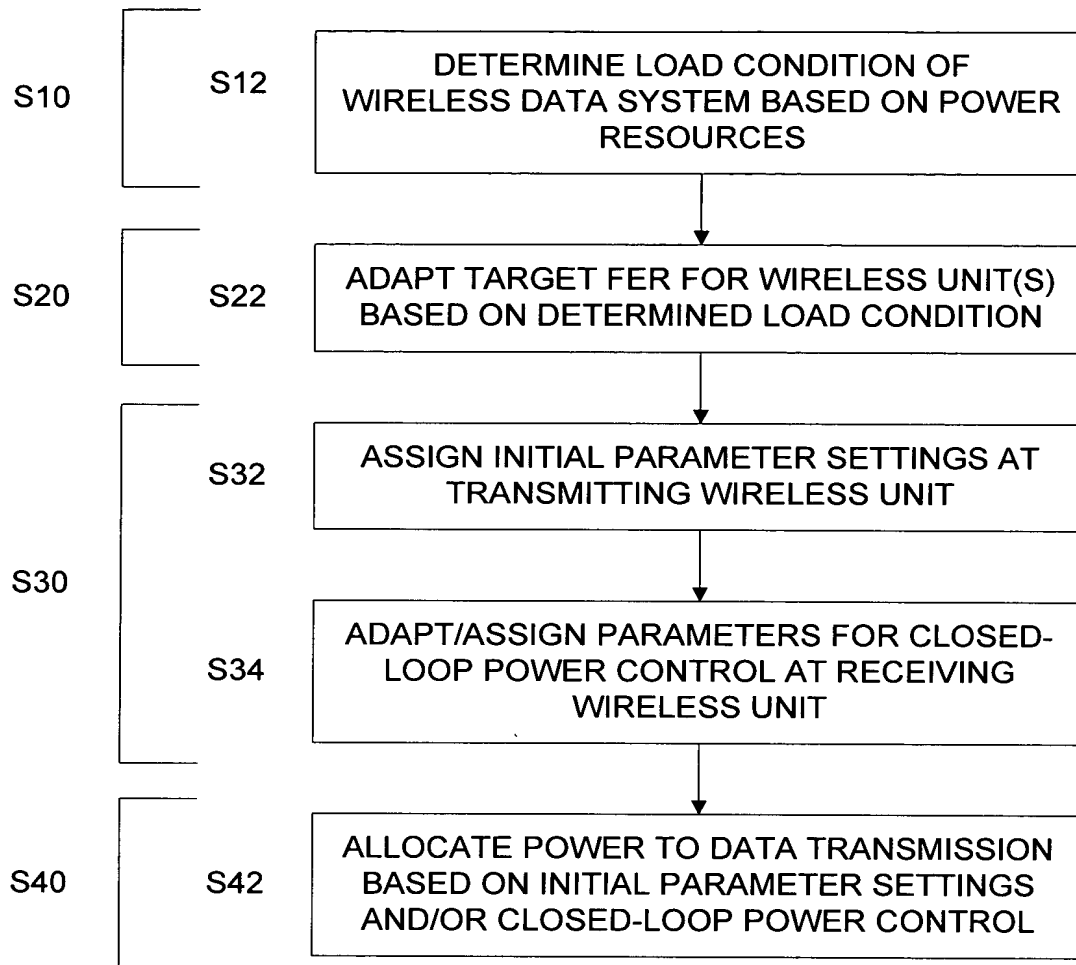 S10
S12
DETERMINE LOAD CONDITION OF
WIRELESS DATA SYSTEM BASED ON POWER
RESOURCES
S20
S22
ADAPT TARGET FER FOR WIRELESS UNIT(S)
BASED ON DETERMINED LOAD CONDITION
S30
S32
ASSIGN INITIAL PARAMETER SETTINGS AT
TRANSMITTING WIRELESS UNIT
S34
ADAPT/ASSIGN PARAMETERS FOR CLOSED-
LOOP POWER CONTROL AT RECEIVING
WIRELESS UNIT
S40
S42
ALLOCATE POWER TO DATA TRANSMISSION
BASED ON INITIAL PARAMETER SETTINGS
AND/OR CLOSED-LOOP POWER CONTROL